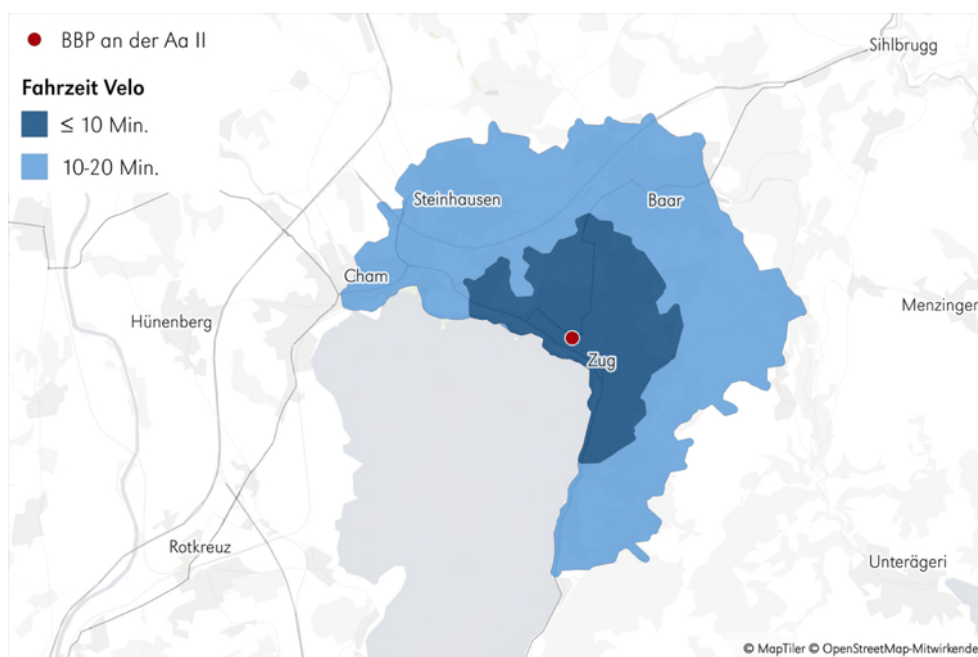 BBP an der Aa II
Fahrzeit Velo
≤ 10 Min.
10-20 Min.
Sihlbrugg
Steinhausen
Baar
Cham
Hünenberg
Menzingen
Zug
Rotkreuz
Unterägeri
© MapTiler © OpenStreetMap-Mitwirkende